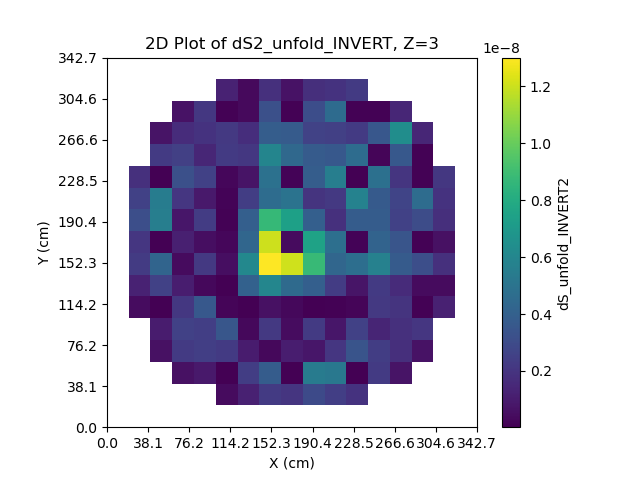 2D Plot of dS2_unfold_INVERT, Z=3
1e−8
342.7
304.6
266.6
228.5
190.4
152.3
114.2
76.2
38.1
0.0
Y (cm)
0.0 38.1 76.2 114.2 152.3 190.4 228.5 266.6 304.6 342.7
X (cm)
1.2
1.0
0.8
0.6
0.4
0.2
dS_unfold_INVERT2